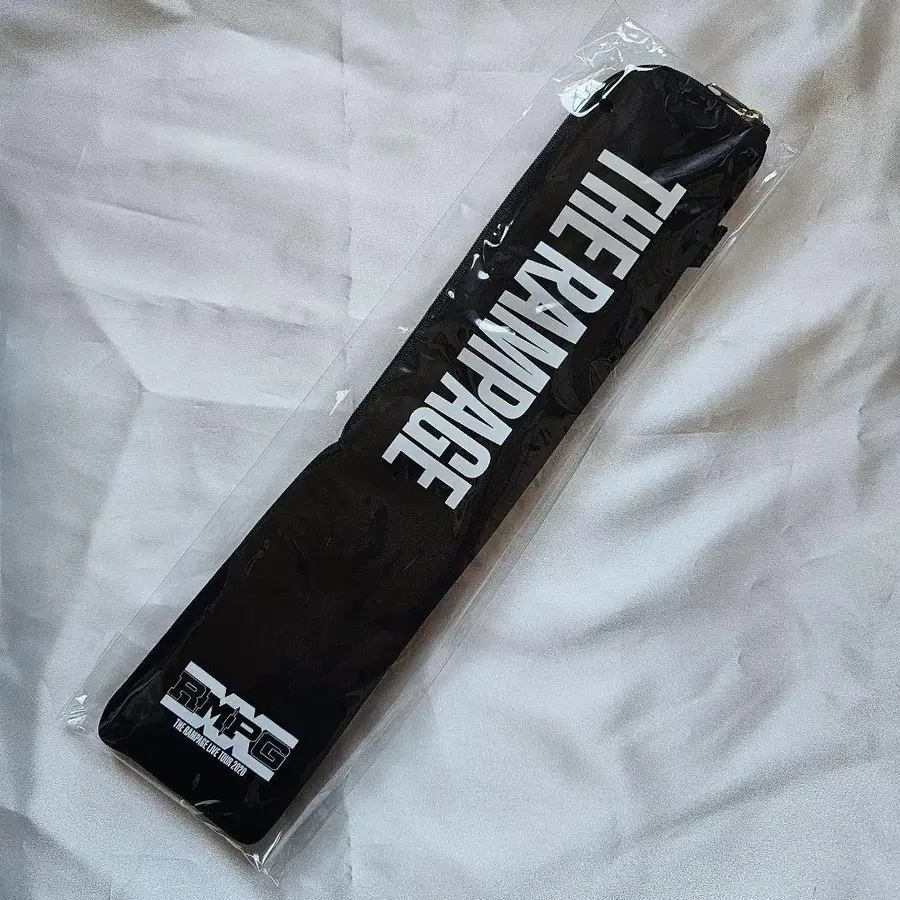 THE RAMPAGE
RMPG
THE RAMPAGE LIVE TOUR 2020